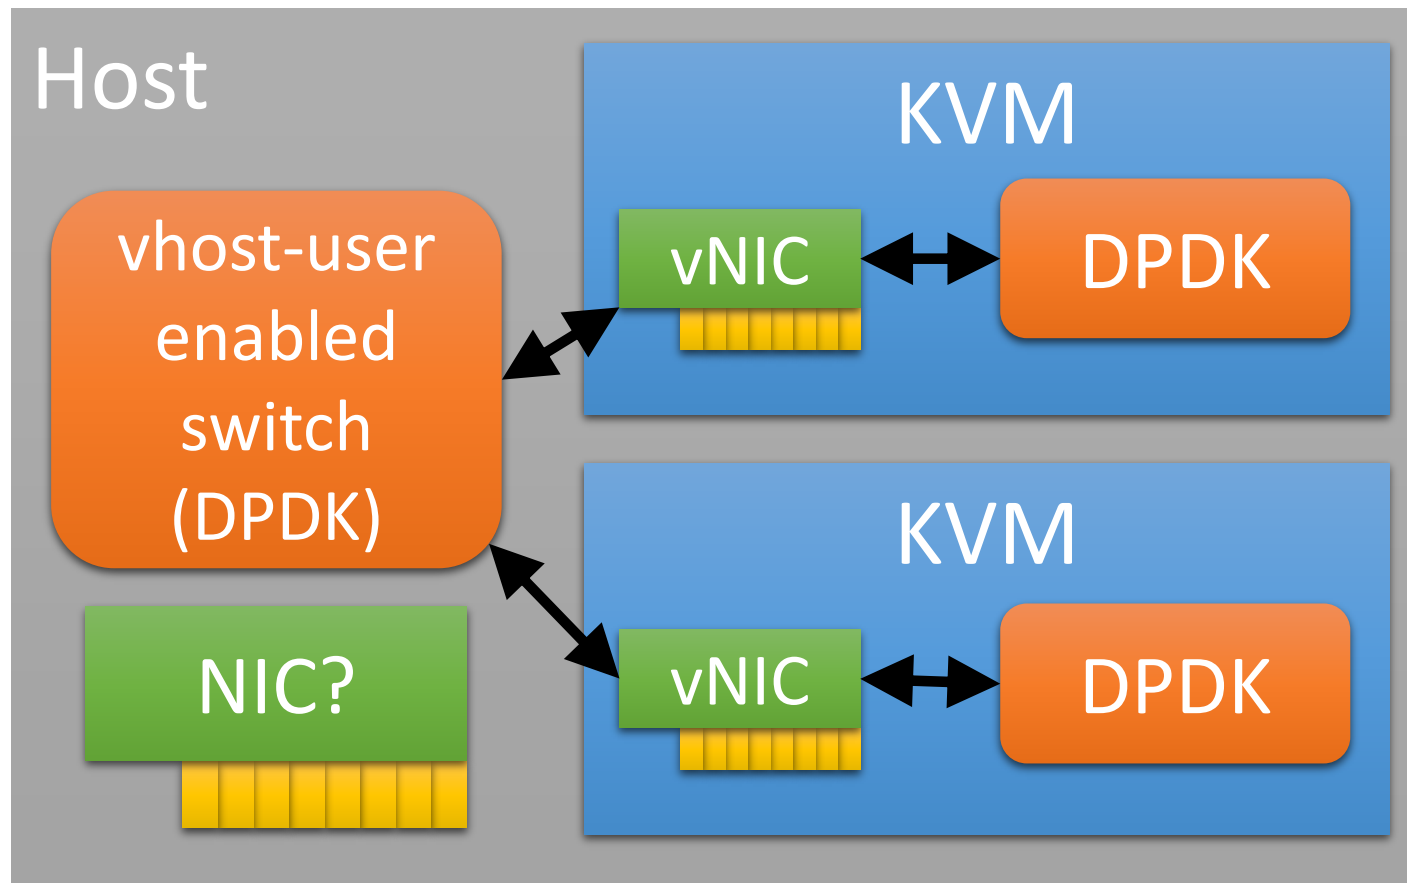 Host
vhost-user
enabled
switch
(DPDK)
NIC?
KVM
vNIC
DPDK
KVM
vNIC
DPDK